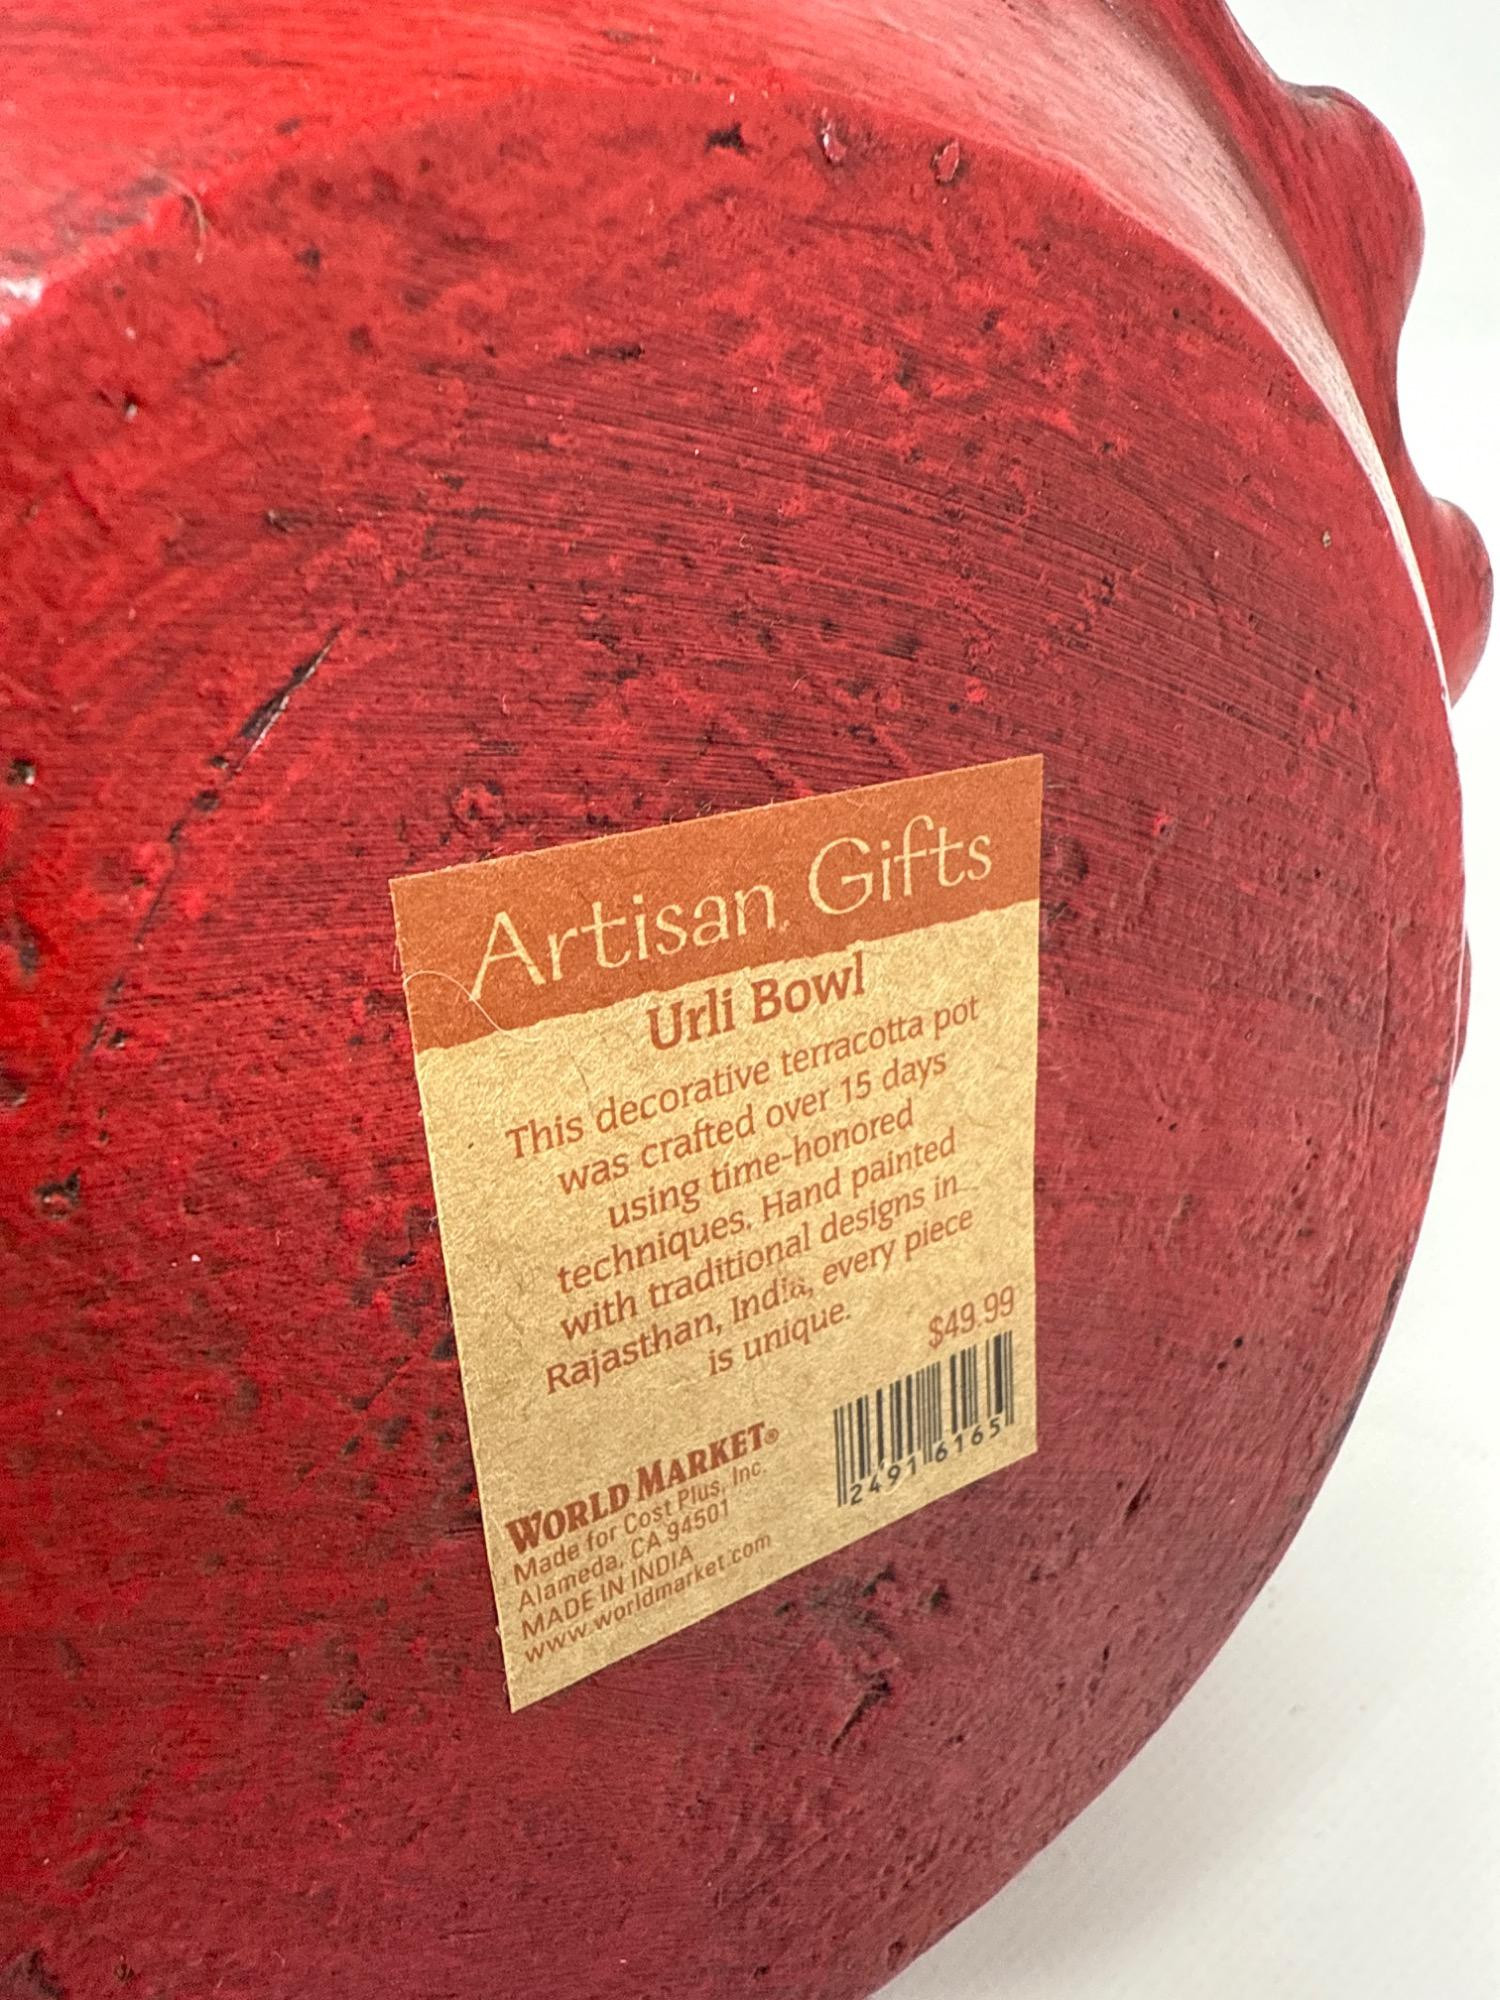 Artisan Gifts
Urli Bowl
This decorative terracotta pot
was crafted over 15 days
using time-honored
techniques. Hand painted
with traditional designs in
Rajasthan, India, every piece
is unique.
$49.99
2491 6165
WORLD MARKET®
Made for Cost Plus, Inc.
Alameda, CA 94501
MADE IN INDIA
www.worldmarket.com